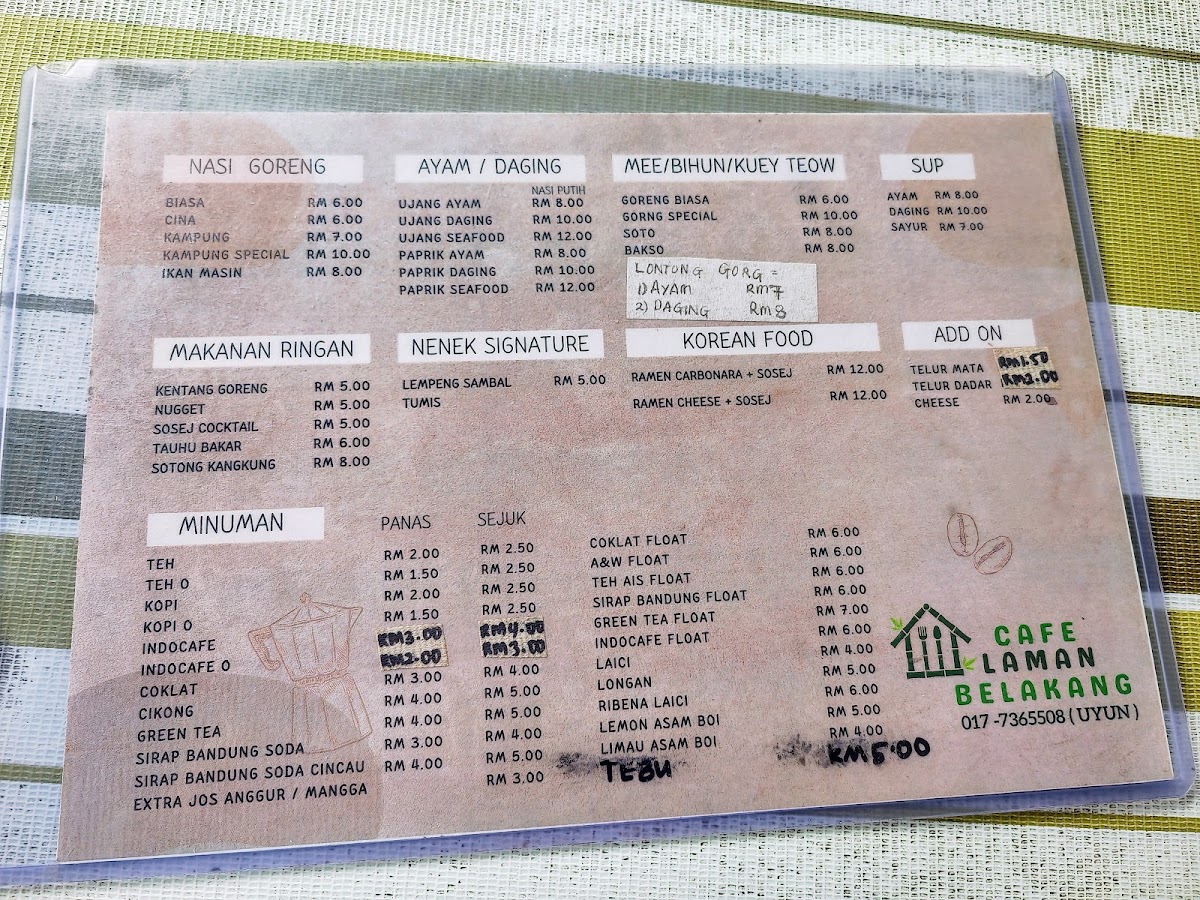 NASI GORENG
BIASA RM 6.00
CINA RM 6.00
KAMPUNG RM 7.00
KAMPUNG SPECIAL RM 10.00
IKAN MASIN RM 8.00
AYAM / DAGING
NASI PUTIH
UJANG AYAM RM 8.00
UJANG DAGING RM 10.00
UJANG SEAFOOD RM 12.00
PAPRIK AYAM RM 8.00
PAPRIK DAGING RM 10.00
PAPRIK SEAFOOD RM 12.00
MEE/BIHUN/KUEY TEOW
GORENG BIASA RM 6.00
GORNG SPECIAL RM 10.00
SOTO RM 8.00
BAKSO RM 8.00
LONTONG GORG =
1) AYAM RM7
2) DAGING RM8
SUP
AYAM RM 8.00
DAGING RM 10.00
SAYUR RM 7.00
MAKANAN RINGAN
KENTANG GORENG RM 5.00
NUGGET RM 5.00
SOSEJ COCKTAIL RM 5.00
TAUHU BAKAR RM 6.00
SOTONG KANGKUNG RM 8.00
NENEK SIGNATURE
LEMPENG SAMBAL RM 5.00
TUMIS
KOREAN FOOD
RAMEN CARBONARA + SOSEJ RM 12.00
RAMEN CHEESE + SOSEJ RM 12.00
ADD ON
TELUR MATA RM1.50
TELUR DADAR RM2.00
CHEESE RM 2.00
MINUMAN PANAS SEJUK
TEH RM 2.00 RM 2.50
TEH O RM 1.50 RM 2.50
KOPI RM 2.00 RM 2.50
KOPI O RM 1.50 RM 2.50
INDOCAFE RM3.00 RM4.00
INDOCAFE O RM2.00 RM3.00
COKLAT RM 3.00 RM 4.00
CIKONG RM 4.00 RM 5.00
GREEN TEA RM 4.00 RM 5.00
SIRAP BANDUNG SODA RM 3.00 RM 4.00
SIRAP BANDUNG SODA CINCAU RM 4.00 RM 5.00
EXTRA JOS ANGGUR / MANGGA RM 3.00
COKLAT FLOAT RM 6.00
A&W FLOAT RM 6.00
TEH AIS FLOAT RM 6.00
SIRAP BANDUNG FLOAT RM 6.00
GREEN TEA FLOAT RM 7.00
INDOCAFE FLOAT RM 6.00
LAICI RM 4.00
LONGAN RM 5.00
RIBENA LAICI RM 6.00
LEMON ASAM BOI RM 5.00
LIMAU ASAM BOI RM 4.00
TEBU RM5.00
CAFE
LAMAN
BELAKANG
017 -7365508 ( UYUN )